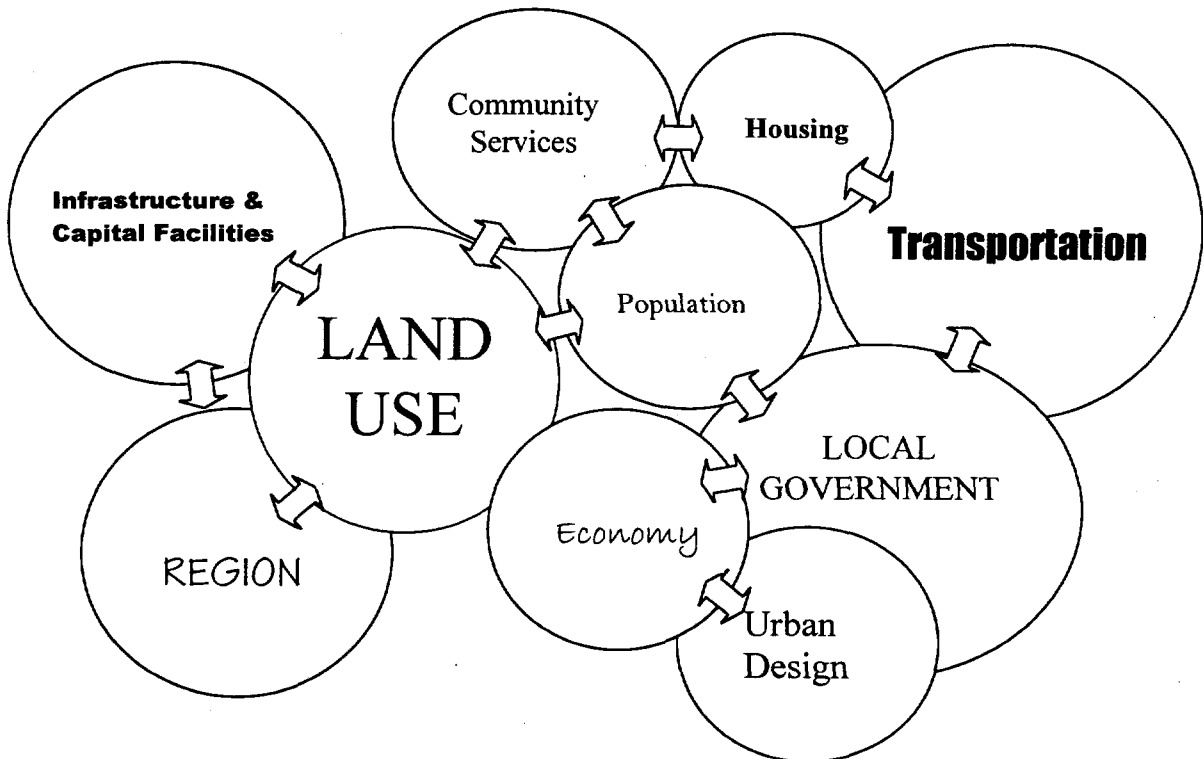 Community
Services
Housing
Infrastructure &
Capital Facilities
Transportation
LAND
USE
Population
LOCAL
GOVERNMENT
Economy
REGION
Urban
Design